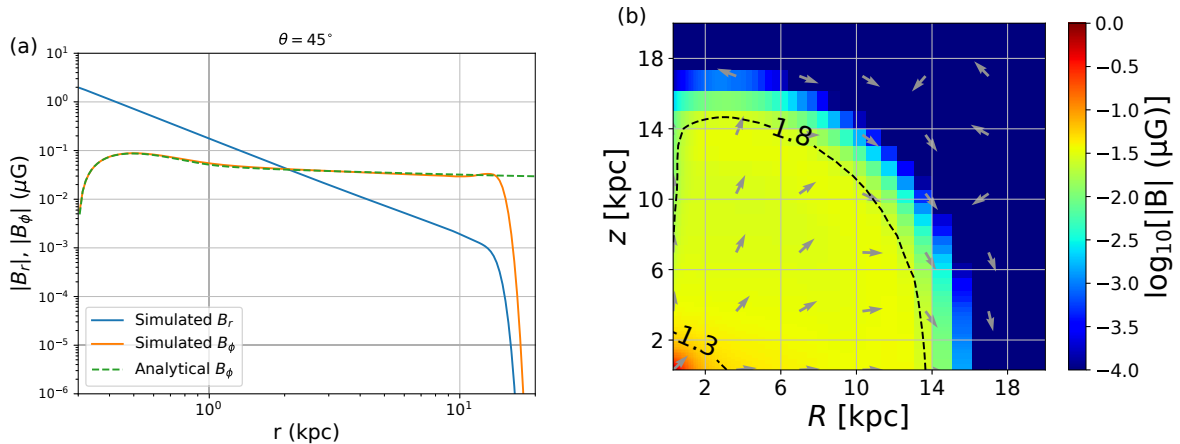 (a)
θ = 45°
|B_r|, |B_ϕ| (μG)
10^1
10^0
10^−1
10^−2
10^−3
10^−4
10^−5
10^−6
Simulated B_r
Simulated B_ϕ
Analytical B_ϕ
10^0
10^1
r (kpc)
(b)
z [kpc]
18
14
10
6
2
−1.8
−1.3
2
6
10
14
18
R [kpc]
0.0
−0.5
−1.0
−1.5
−2.0
−2.5
−3.0
−3.5
−4.0
log_10[|B| (μG)]